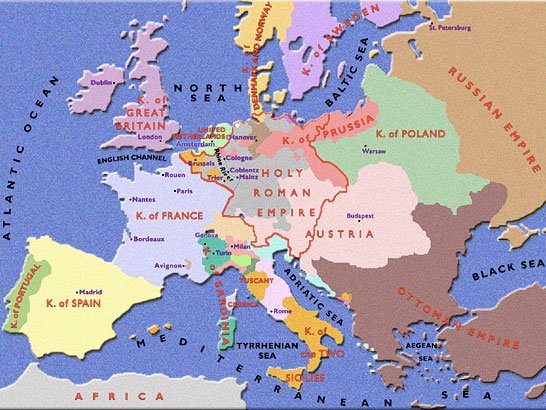 K. of SWEDEN
St. Petersburg
K. of
DENMARK AND NORWAY
RUSSIAN EMPIRE
BALTIC SEA
NORTH
SEA
Dublin
K. of
GREAT
BRITAIN
London
ATLANTIC OCEAN
UNITED
NETHERLANDS
Amsterdam
Hanover
K. of PRUSSIA
K. of POLAND
Warsaw
ENGLISH CHANNEL
Brussels
Rhine River
Cologne
Coblentz
Trier
Mainz
HOLY
ROMAN
EMPIRE
Rouen
Paris
Nantes
K. of FRANCE
Budapest
AUSTRIA
Bordeaux
Geneva
Milan
Turin
Avignon
K. of SARDINIA
ADRIATIC SEA
BLACK SEA
OTTOMAN EMPIRE
K. of PORTUGAL
Madrid
K. of SPAIN
TUSCANY
CORSICA
Rome
K. of
the TWO
SICILIES
TYRRHENIAN
SEA
AEGEAN
SEA
MEDITERRANEAN SEA
AFRICA